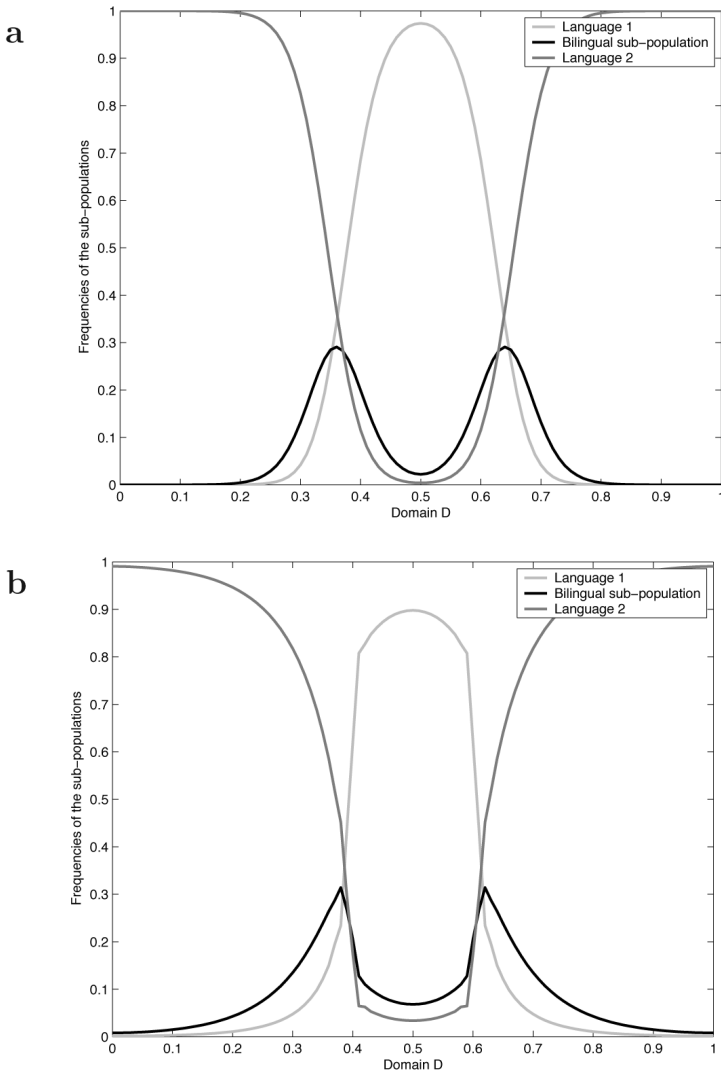 a
Language 1
Bilingual sub-population
Language 2
1
0.9
0.8
0.7
0.6
0.5
0.4
0.3
0.2
0.1
0
Frequencies of the sub-populations
0 0.1 0.2 0.3 0.4 0.5 0.6 0.7 0.8 0.9 1
Domain D
b
Language 1
Bilingual sub-population
Language 2
1
0.9
0.8
0.7
0.6
0.5
0.4
0.3
0.2
0.1
0
Frequencies of the sub-populations
0 0.1 0.2 0.3 0.4 0.5 0.6 0.7 0.8 0.9 1
Domain D